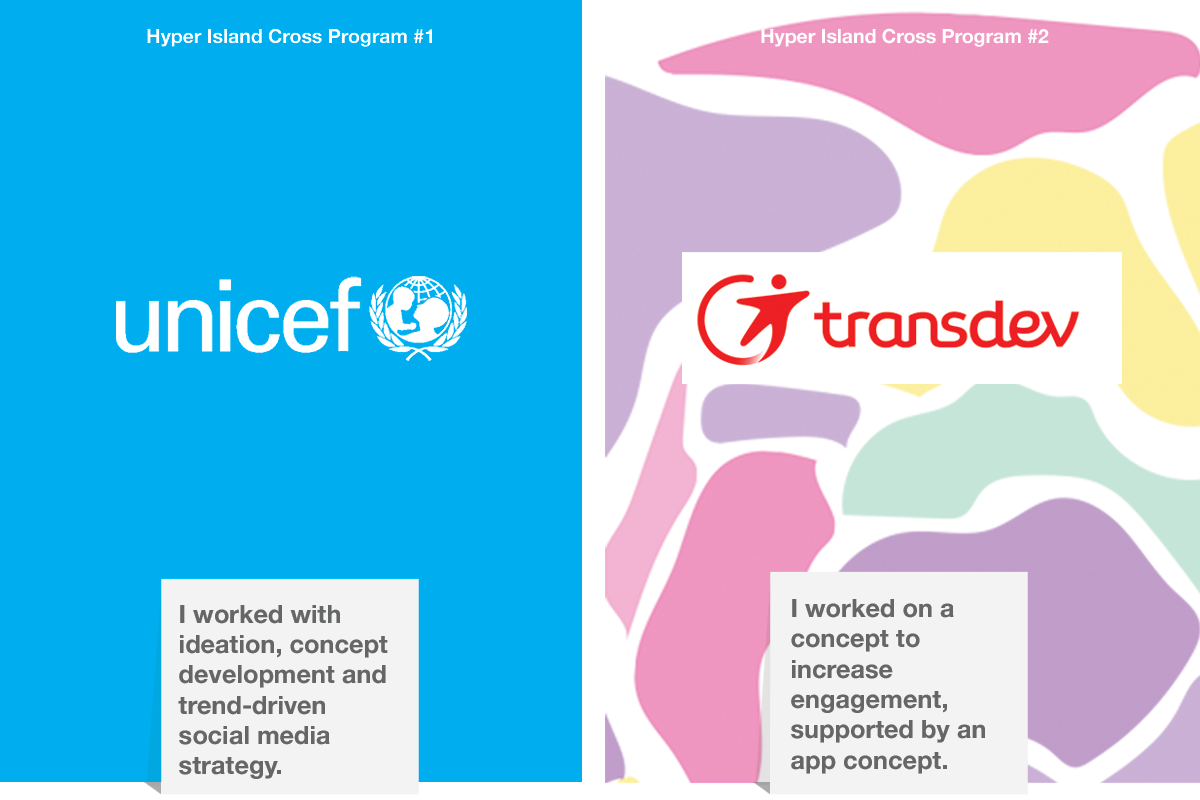 Hyper Island Cross Program #1
unicef
I worked with
ideation, concept
development and
trend-driven
social media
strategy.
Hyper Island Cross Program #2
transdev
I worked on a
concept to
increase
engagement,
supported by an
app concept.